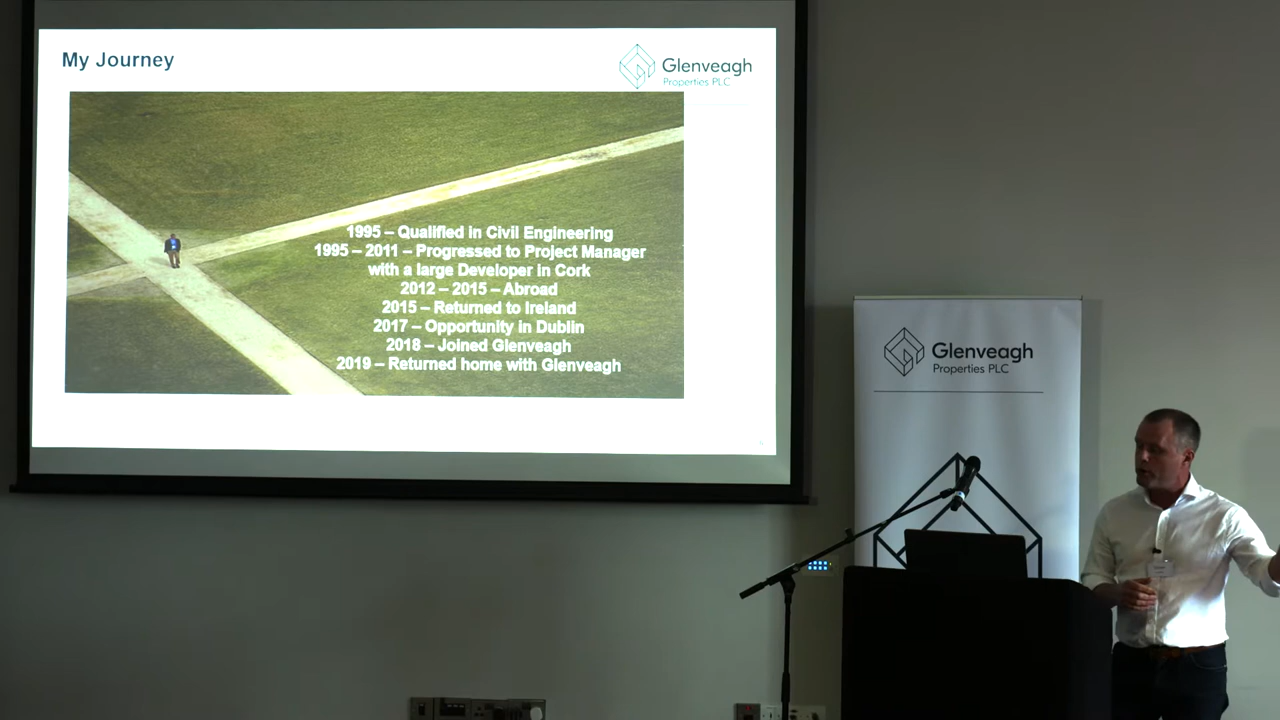 My Journey
Glenveagh
Properties PLC
1995 – Qualified in Civil Engineering
1995 – 2011 – Progressed to Project Manager
with a large Developer in Cork
2012 – 2015 – Abroad
2015 – Returned to Ireland
2017 – Opportunity in Dublin
2018 – Joined Glenveagh
2019 – Returned home with Glenveagh
Glenveagh
Properties PLC